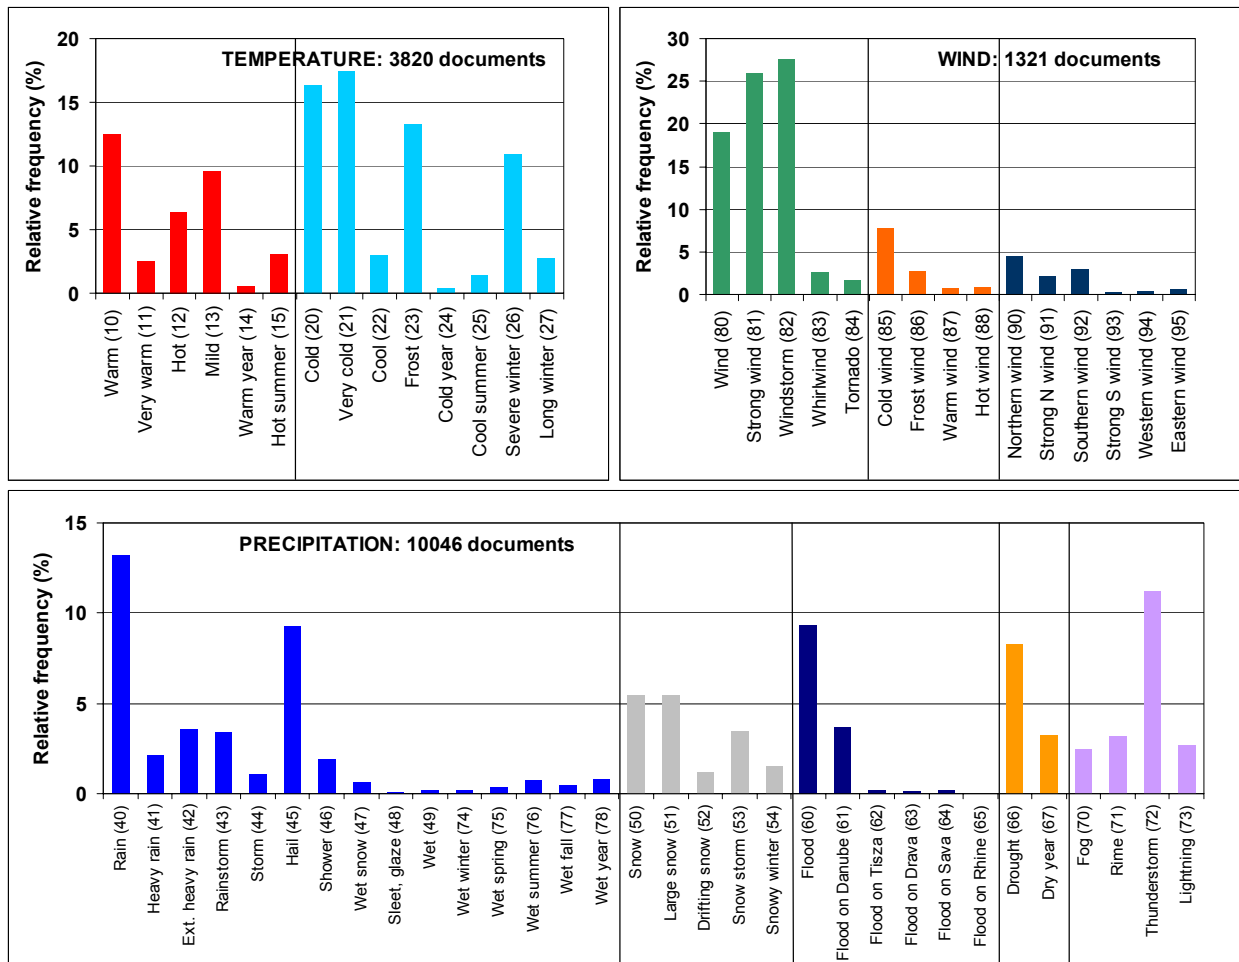 TEMPERATURE: 3820 documents
Relative frequency (%)
20
15
10
5
0
Warm (10)
Very warm (11)
Hot (12)
Mild (13)
Warm year (14)
Hot summer (15)
Cold (20)
Very cold (21)
Cool (22)
Frost (23)
Cold year (24)
Cool summer (25)
Severe winter (26)
Long winter (27)
WIND: 1321 documents
Relative frequency (%)
30
25
20
15
10
5
0
Wind (80)
Strong wind (81)
Windstorm (82)
Whirlwind (83)
Tornado (84)
Cold wind (85)
Frost wind (86)
Warm wind (87)
Hot wind (88)
Northern wind (90)
Strong N wind (91)
Southern wind (92)
Strong S wind (93)
Western wind (94)
Eastern wind (95)
PRECIPITATION: 10046 documents
Relative frequency (%)
15
10
5
0
Rain (40)
Heavy rain (41)
Ext. heavy rain (42)
Rainstorm (43)
Storm (44)
Hail (45)
Shower (46)
Wet snow (47)
Sleet, glaze (48)
Wet (49)
Wet winter (74)
Wet spring (75)
Wet summer (76)
Wet fall (77)
Wet year (78)
Snow (50)
Large snow (51)
Drifting snow (52)
Snow storm (53)
Snowy winter (54)
Flood (60)
Flood on Danube (61)
Flood on Tisza (62)
Flood on Drava (63)
Flood on Sava (64)
Flood on Rhine (65)
Drought (66)
Dry year (67)
Fog (70)
Rime (71)
Thunderstorm (72)
Lightning (73)